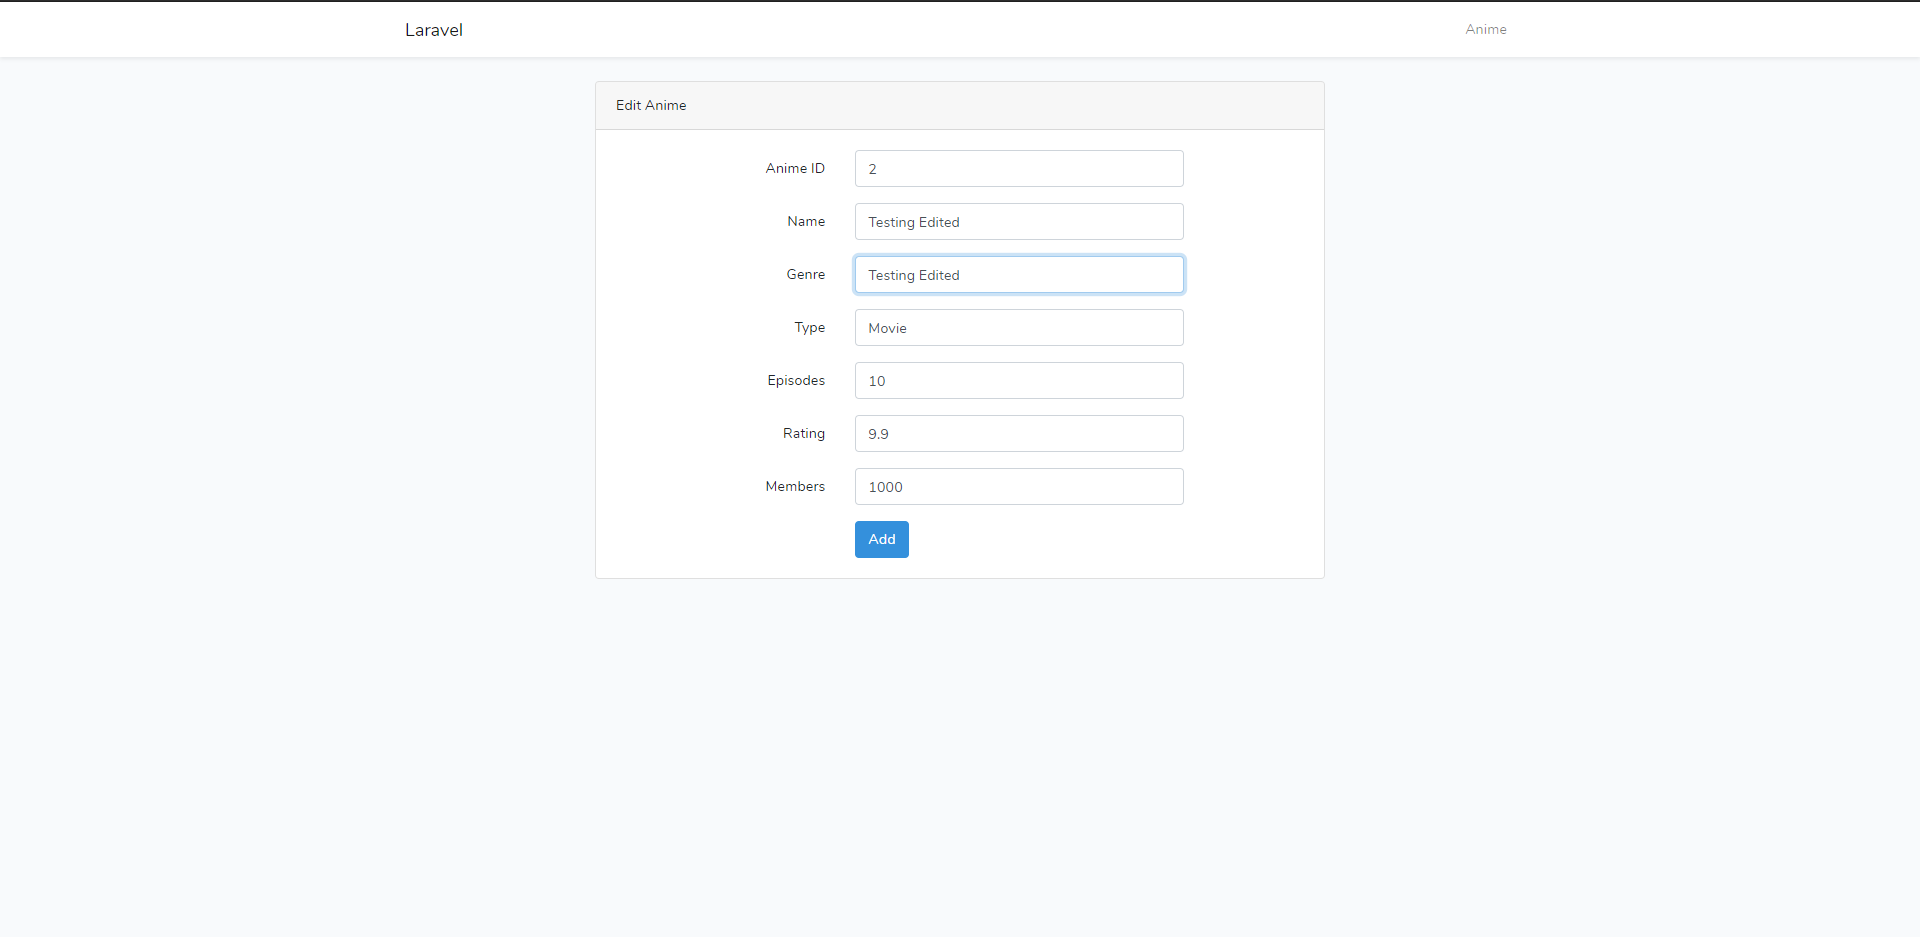 Laravel Anime
Edit Anime
Anime ID 2
Name Testing Edited
Genre Testing Edited
Type Movie
Episodes 10
Rating 9.9
Members 1000
Add